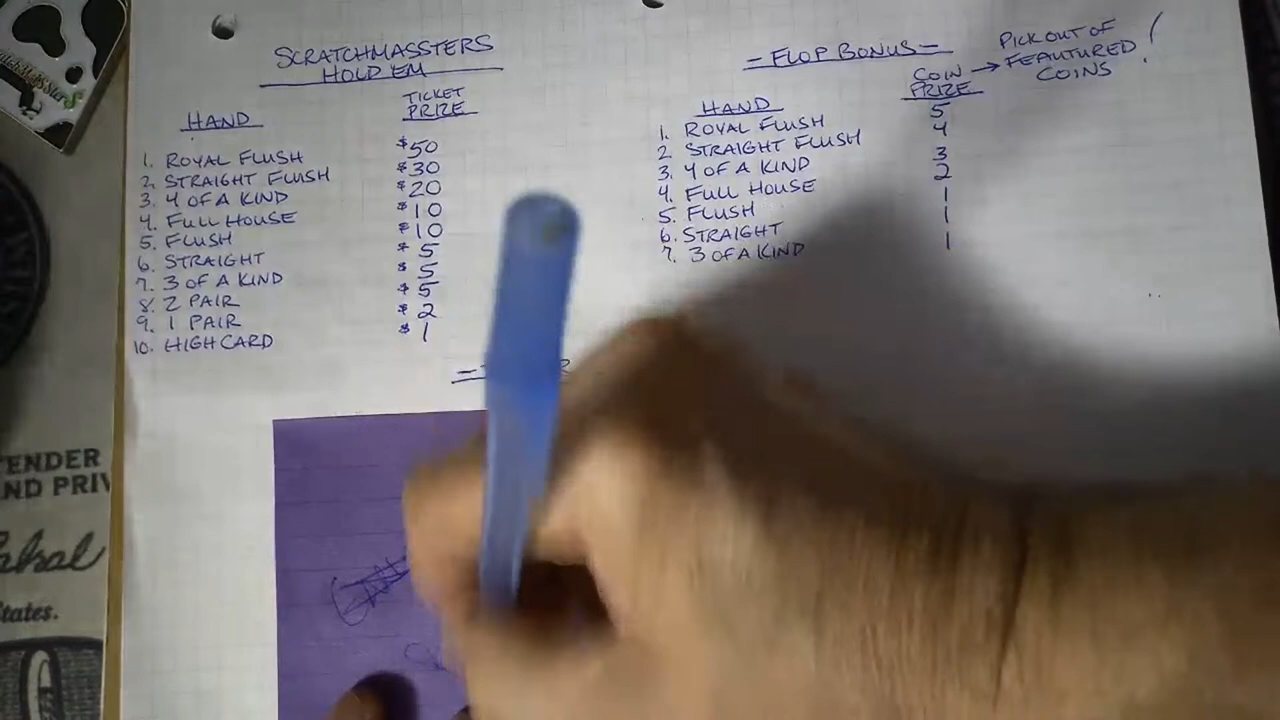 SCRATCHMASSTERS
HOLD'EM
HAND TICKET PRIZE
1. ROYAL FLUSH $50
2. STRAIGHT FLUSH $30
3. 4 OF A KIND $20
4. FULL HOUSE $10
5. FLUSH $10
6. STRAIGHT $5
7. 3 OF A KIND $5
8. 2 PAIR $5
9. 1 PAIR $2
10. HIGH CARD $1
- FLOP BONUS -
HAND COIN PRIZE → PICK OUT OF FEAUTURED COINS!
1. ROYAL FLUSH 5
2. STRAIGHT FLUSH 4
3. 4 OF A KIND 3
4. FULL HOUSE 2
5. FLUSH 1
6. STRAIGHT 1
7. 3 OF A KIND 1
TENDER
ND PRIV
tates.